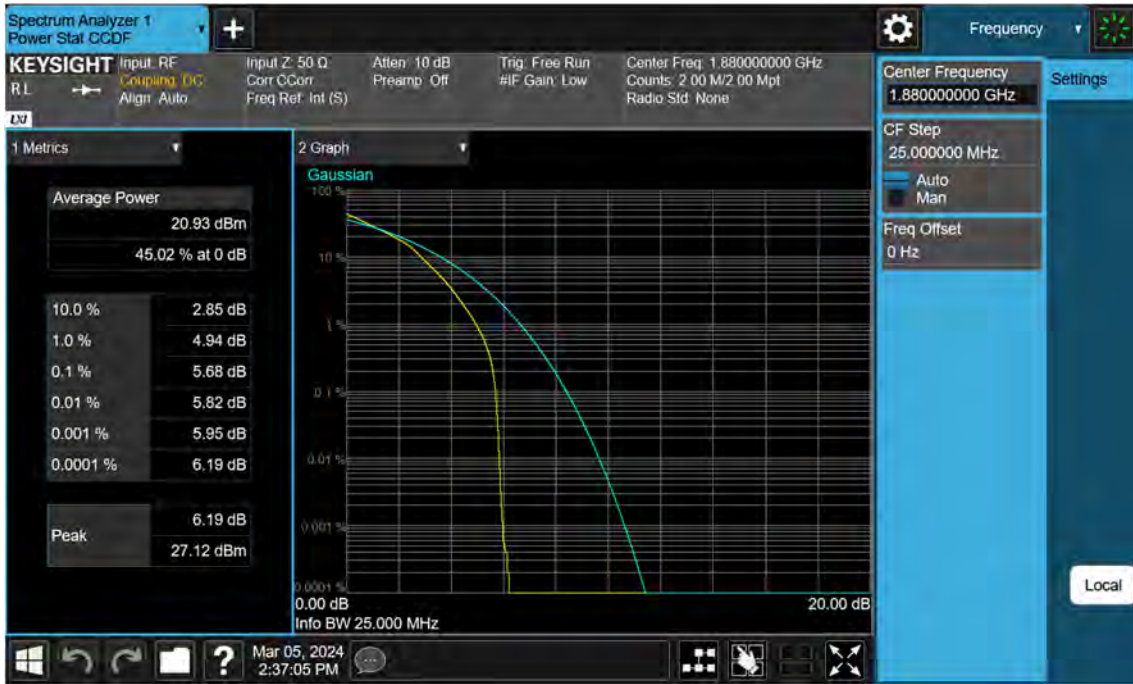 Spectrum Analyzer 1
Power Stat CCDF
Frequency
KEYSIGHT
R L
LXI
Input: RF
Coupling: DC
Align: Auto
Input Z: 50 Ω
Corr CCorr
Freq Ref: Int (S)
Atten: 10 dB
Preamp: Off
Trig: Free Run
#IF Gain: Low
Center Freq: 1.880000000 GHz
Counts: 2.00 M/2.00 Mpt
Radio Std: None
Center Frequency
1.880000000 GHz
Settings
CF Step
25.000000 MHz
Auto
Man
Freq Offset
0 Hz
Local
1 Metrics
Average Power
20.93 dBm
45.02 % at 0 dB
10.0 % 2.85 dB
1.0 % 4.94 dB
0.1 % 5.68 dB
0.01 % 5.82 dB
0.001 % 5.95 dB
0.0001 % 6.19 dB
Peak
6.19 dB
27.12 dBm
2 Graph
Gaussian
100 %
10 %
1 %
0.1 %
0.01 %
0.001 %
0.0001 %
0.00 dB 20.00 dB
Info BW 25.000 MHz
?
Mar 05, 2024
2:37:05 PM